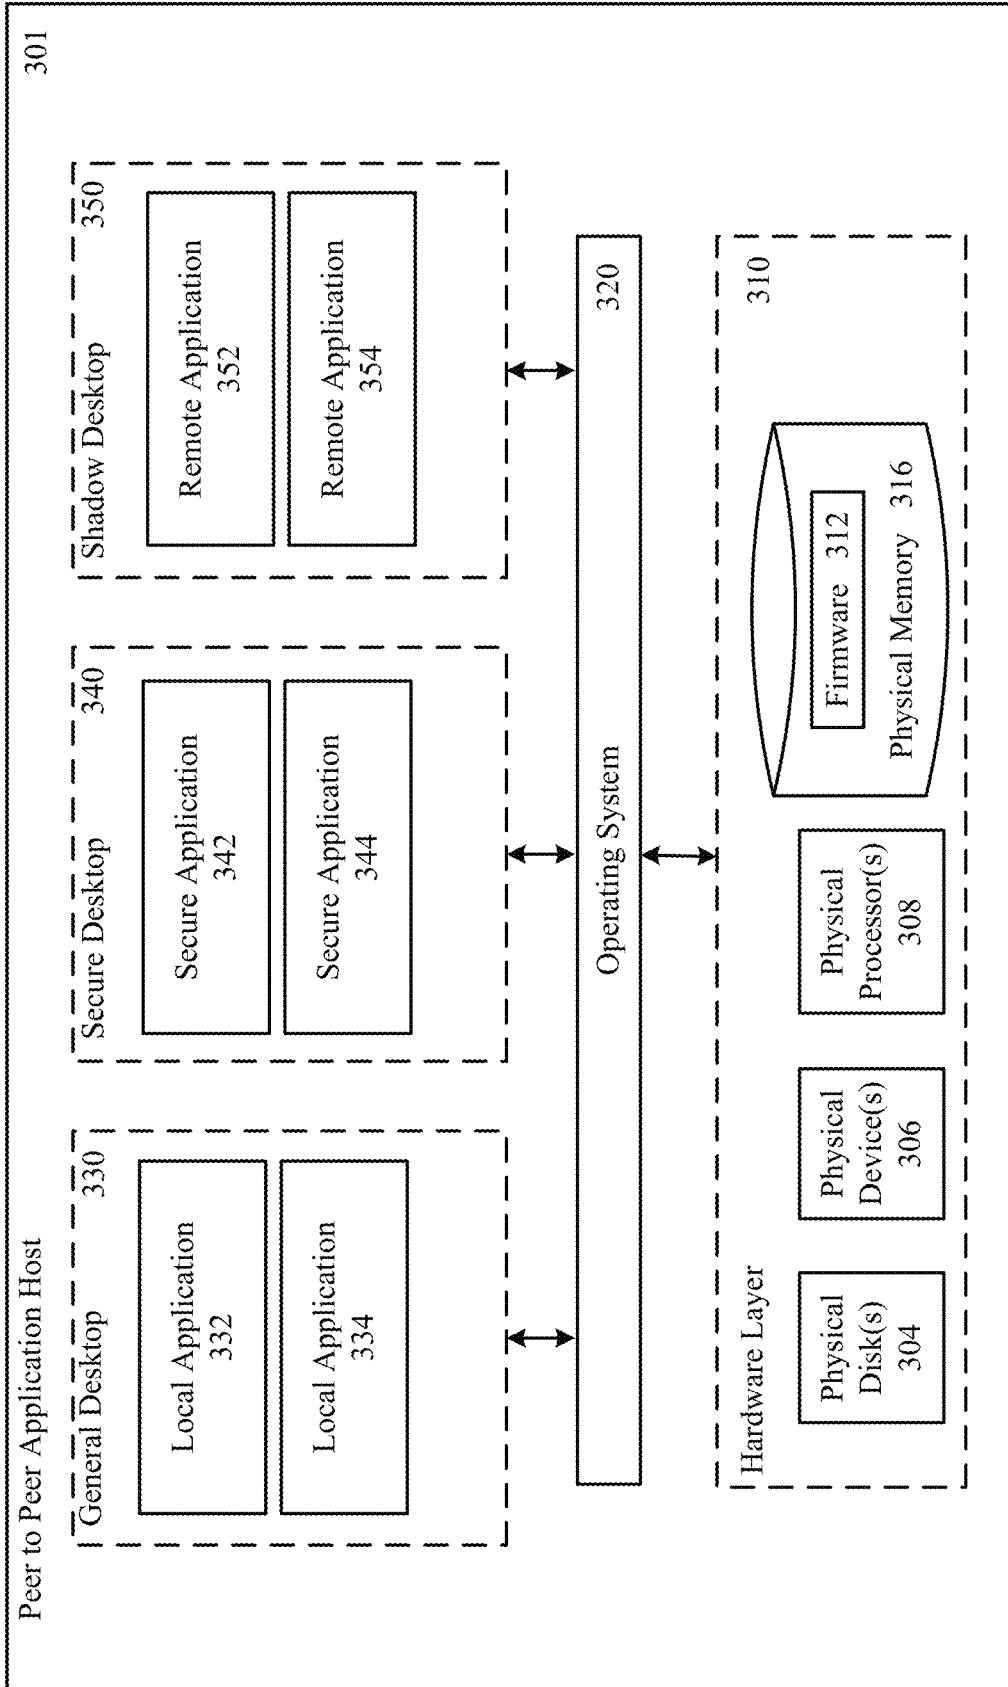 Peer to Peer Application Host
301
General Desktop
330
Local Application
332
Local Application
334
Secure Desktop
340
Secure Application
342
Secure Application
344
Shadow Desktop
350
Remote Application
352
Remote Application
354
Operating System
320
Hardware Layer
310
Physical
Disk(s)
304
Physical
Device(s)
306
Physical
Processor(s)
308
Firmware 312
Physical Memory 316